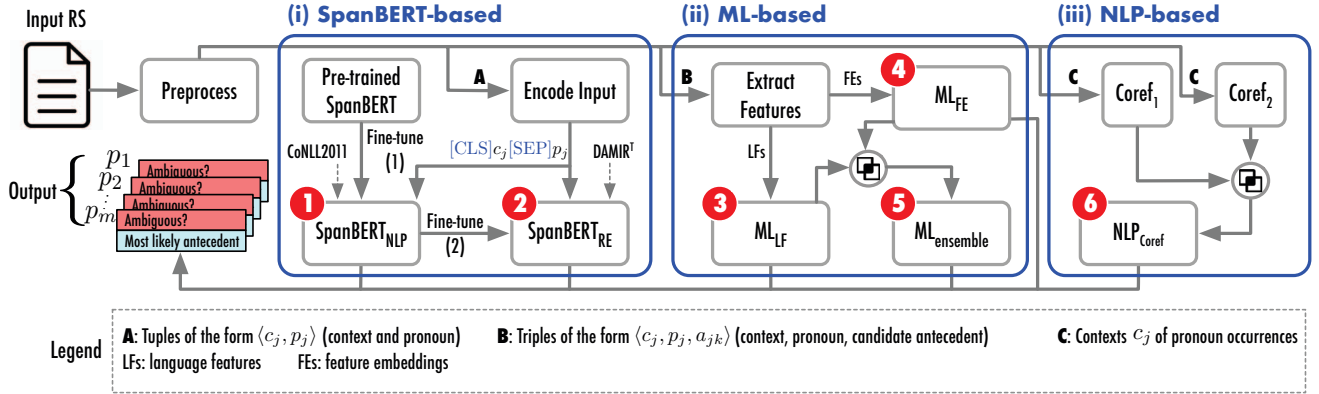 Input RS
(i) SpanBERT-based
(ii) ML-based
(iii) NLP-based
Preprocess
Pre-trained
SpanBERT
A
Encode Input
B
Extract
Features
FEs
4
ML_FE
C
Coref_1
C
Coref_2
Fine-tune
(1)
[CLS]c_j[SEP]p_j
CoNLL2011
DAMIR^T
LFs
Output
p_1
p_2
⋮
p_m
Ambiguous?
Ambiguous?
Ambiguous?
Ambiguous?
Most likely antecedent
1
SpanBERT_NLP
Fine-tune
(2)
2
SpanBERT_RE
3
ML_LF
5
ML_ensemble
6
NLP_Coref
Legend
A: Tuples of the form ⟨c_j, p_j⟩ (context and pronoun)
B: Triples of the form ⟨c_j, p_j, a_jk⟩ (context, pronoun, candidate antecedent)
C: Contexts c_j of pronoun occurrences
LFs: language features
FEs: feature embeddings